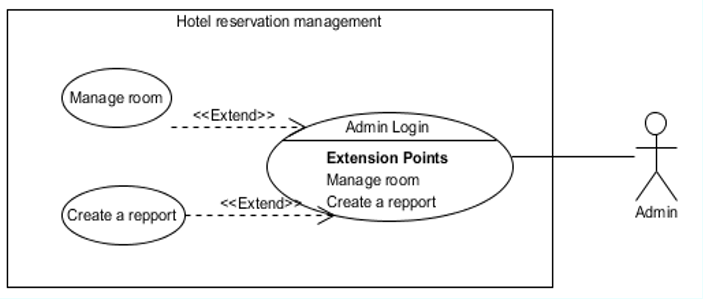 Hotel reservation management
Manage room
<<Extend>>
Admin Login
Extension Points
Manage room
Create a repport
Create a repport
<<Extend>>
Admin